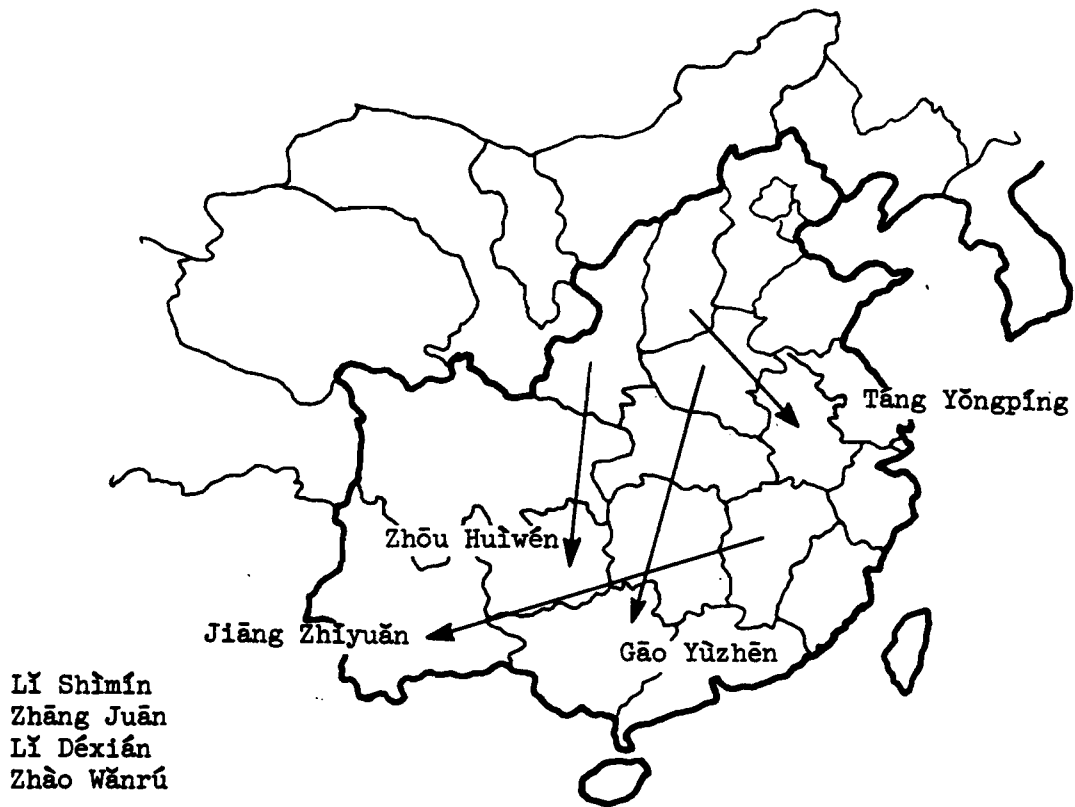 Táng Yǒngpíng
Zhōu Huìwén
Jiāng Zhìyuǎn
Gāo Yùzhēn
Lǐ Shìmín
Zhāng Juān
Lǐ Déxián
Zhào Wǎnrú